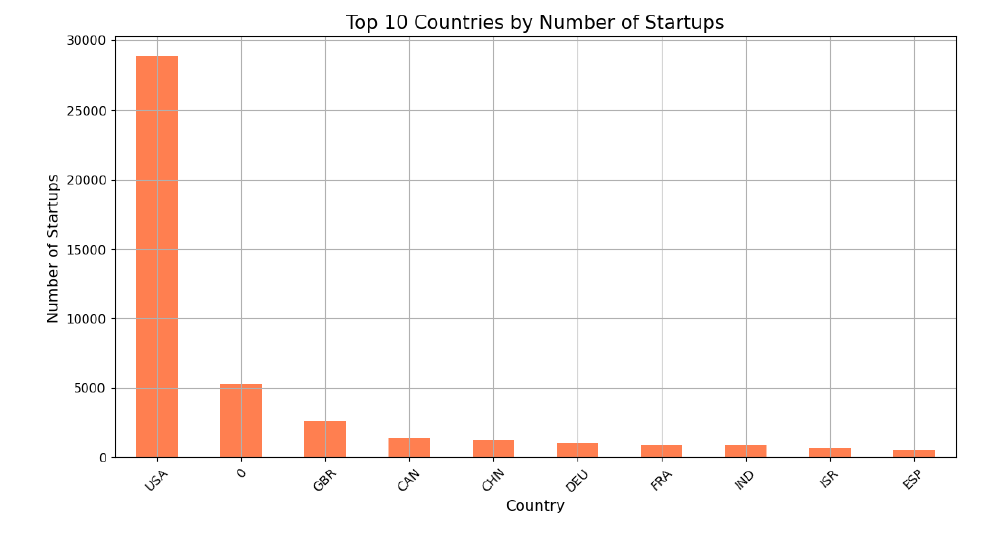 Top 10 Countries by Number of Startups
30000
25000
20000
15000
10000
5000
0
Number of Startups
USA 0 GBR CAN CHN DEU FRA IND ISR ESP
Country